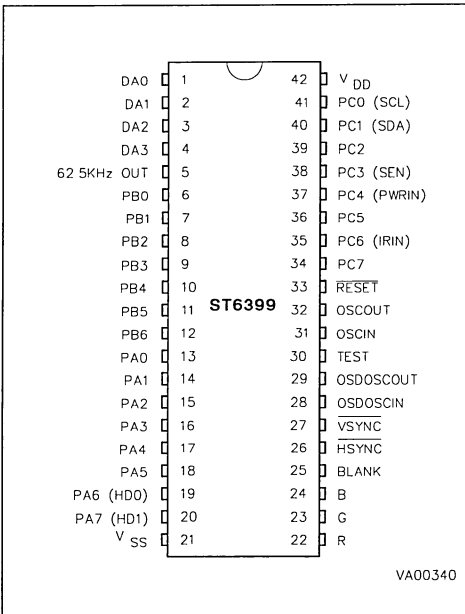 DA0 1 42 V DD
DA1 2 41 PC0 (SCL)
DA2 3 40 PC1 (SDA)
DA3 4 39 PC2
62 5KHz OUT 5 38 PC3 (SEN)
PB0 6 37 PC4 (PWRIN)
PB1 7 36 PC5
PB2 8 35 PC6 (IRIN)
PB3 9 34 PC7
PB4 10 33 RESET
PB5 11 ST6399 32 OSCOUT
PB6 12 31 OSCIN
PA0 13 30 TEST
PA1 14 29 OSDOSCOUT
PA2 15 28 OSDOSCIN
PA3 16 27 VSYNC
PA4 17 26 HSYNC
PA5 18 25 BLANK
PA6 (HD0) 19 24 B
PA7 (HD1) 20 23 G
V SS 21 22 R
VA00340